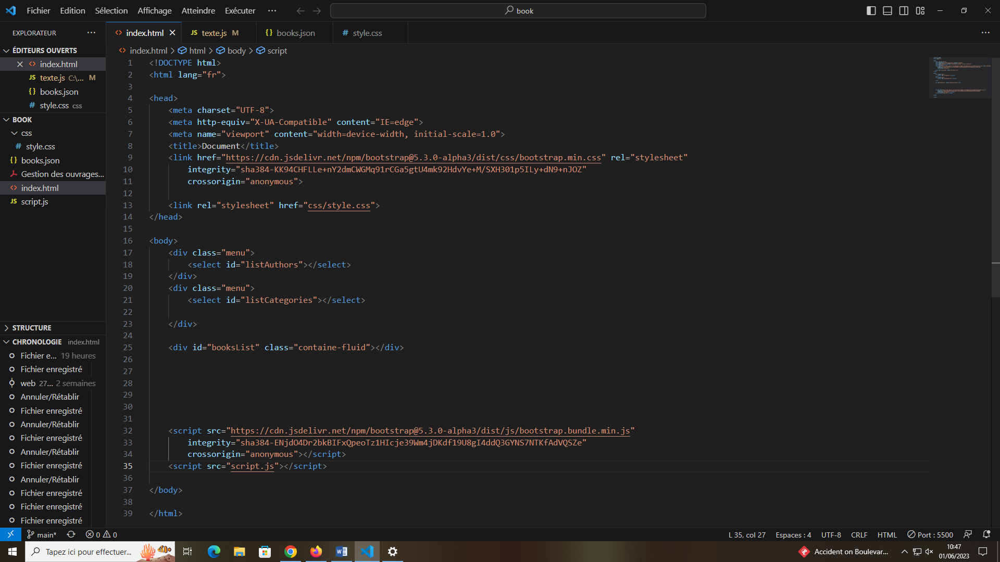 Fichier Edition Sélection Affichage Atteindre Exécuter ···
book
EXPLORATEUR
ÉDITEURS OUVERTS
index.html
JS texte.js C:\... M
{} books.json
# style.css css
BOOK
css
# style.css
{} books.json
Gestion des ouvrages...
index.html
JS script.js
STRUCTURE
CHRONOLOGIE index.html
Fichier e... 19 heures
Fichier enregistré
web 27... 2 semaines
Annuler/Rétablir
Fichier enregistré
Annuler/Rétablir
Fichier enregistré
Annuler/Rétablir
Fichier enregistré
Annuler/Rétablir
Fichier enregistré
Fichier enregistré
Fichier enregistré
index.html JS texte.js M {} books.json # style.css
index.html > html > body > script
1 <!DOCTYPE html>
2 <html lang="fr">
3
4 <head>
5 <meta charset="UTF-8">
6 <meta http-equiv="X-UA-Compatible" content="IE=edge">
7 <meta name="viewport" content="width=device-width, initial-scale=1.0">
8 <title>Document</title>
9 <link href="https://cdn.jsdelivr.net/npm/bootstrap@5.3.0-alpha3/dist/css/bootstrap.min.css" rel="stylesheet"
10 integrity="sha384-KK94CHFLLe+nY2dmCWGMq91rCGa5gtU4mk92HdvYe+M/SXH301p5ILy+dN9+nJOZ"
11 crossorigin="anonymous">
12
13 <link rel="stylesheet" href="css/style.css">
14 </head>
15
16 <body>
17 <div class="menu">
18 <select id="listAuthors"></select>
19 </div>
20 <div class="menu">
21 <select id="listCategories"></select>
22
23 </div>
24
25 <div id="booksList" class="containe-fluid"></div>
26
27
28
29
30
31
32 <script src="https://cdn.jsdelivr.net/npm/bootstrap@5.3.0-alpha3/dist/js/bootstrap.bundle.min.js"
33 integrity="sha384-ENjdO4Dr2bkBIFxQpeoTz1HIcje39Wm4jDKdf19U8gI4ddQ3GYNS7NTKfAdVQSZe"
34 crossorigin="anonymous"></script>
35 <script src="script.js"></script>
36
37 </body>
38
39 </html>
main* 0 0 L 35, col 27 Espaces : 4 UTF-8 CRLF HTML Port : 5500
Tapez ici pour effectuer... Accident on Boulevar... 10:47
01/06/2023